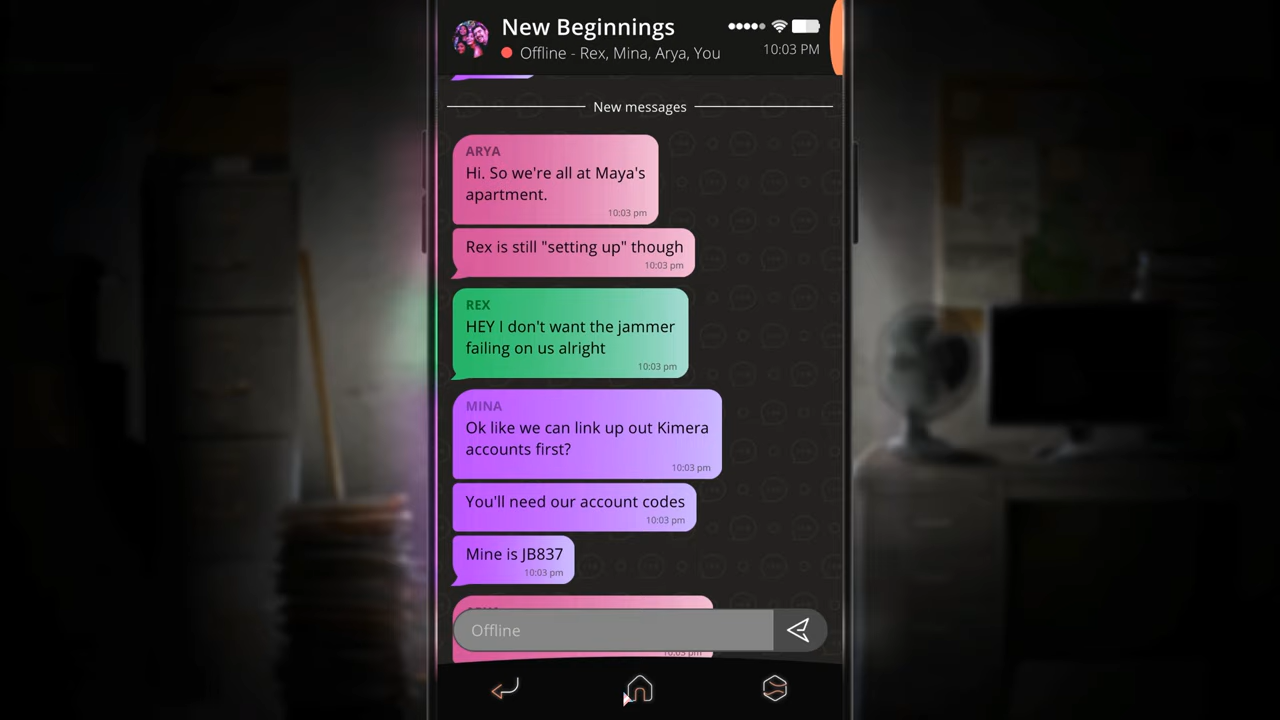 New Beginnings
Offline - Rex, Mina, Arya, You
10:03 PM
New messages
ARYA
Hi. So we're all at Maya's
apartment.
10:03 pm
Rex is still "setting up" though
10:03 pm
REX
HEY I don't want the jammer
failing on us alright
10:03 pm
MINA
Ok like we can link up out Kimera
accounts first?
10:03 pm
You'll need our account codes
10:03 pm
Mine is JB837
10:03 pm
Offline
10:03 pm